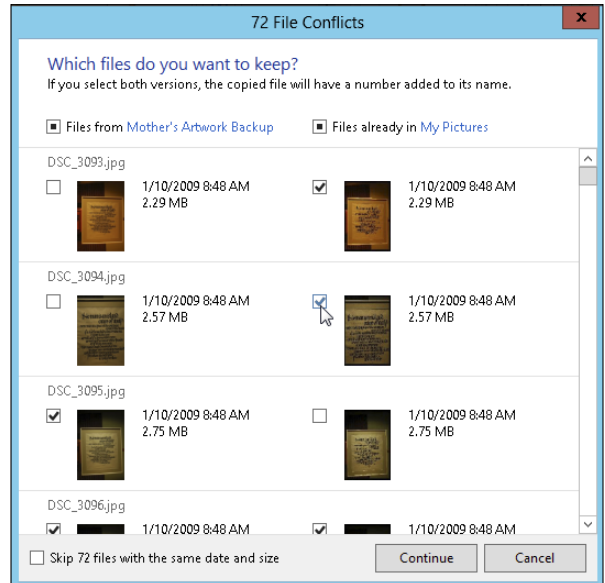 72 File Conflicts
x
Which files do you want to keep?
If you select both versions, the copied file will have a number added to its name.
Files from Mother's Artwork Backup
Files already in My Pictures
DSC_3093.jpg
1/10/2009 8:48 AM
2.29 MB
1/10/2009 8:48 AM
2.29 MB
DSC_3094.jpg
1/10/2009 8:48 AM
2.57 MB
1/10/2009 8:48 AM
2.57 MB
DSC_3095.jpg
1/10/2009 8:48 AM
2.75 MB
1/10/2009 8:48 AM
2.75 MB
DSC_3096.jpg
1/10/2009 8:48 AM
1/10/2009 8:48 AM
Skip 72 files with the same date and size
Continue
Cancel